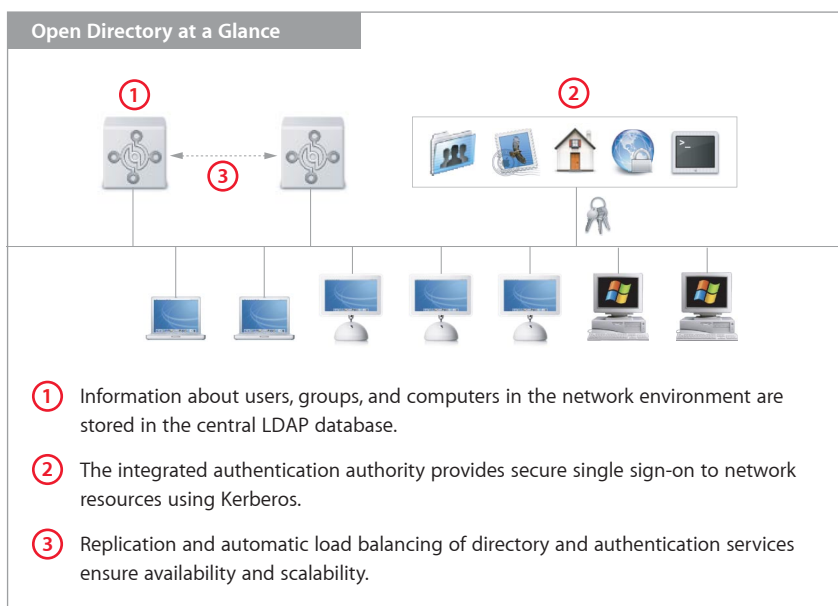 Open Directory at a Glance
1
2
3
>_
1 Information about users, groups, and computers in the network environment are
stored in the central LDAP database.
2 The integrated authentication authority provides secure single sign-on to network
resources using Kerberos.
3 Replication and automatic load balancing of directory and authentication services
ensure availability and scalability.